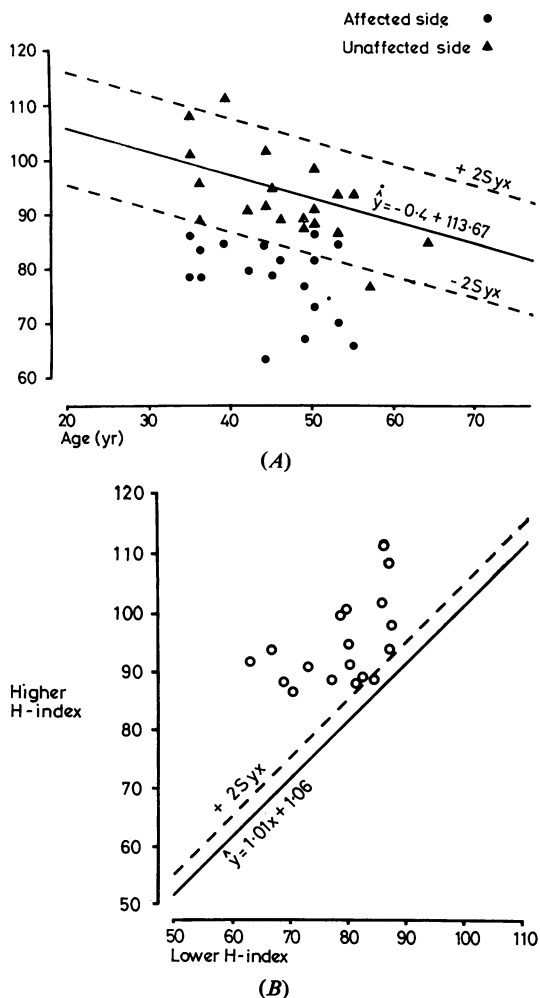 Affected side ●
Unaffected side ▲
120
110
100
90
80
70
60
+ 2Syx
ŷ = -0.4 + 113.67
- 2Syx
20 30 40 50 60 70
Age (yr)
(A)
120
110
100
90
80
70
60
50
Higher
H-index
+ 2Syx
ŷ = 1.01x + 1.06
50 60 70 80 90 100 110
Lower H-index
(B)